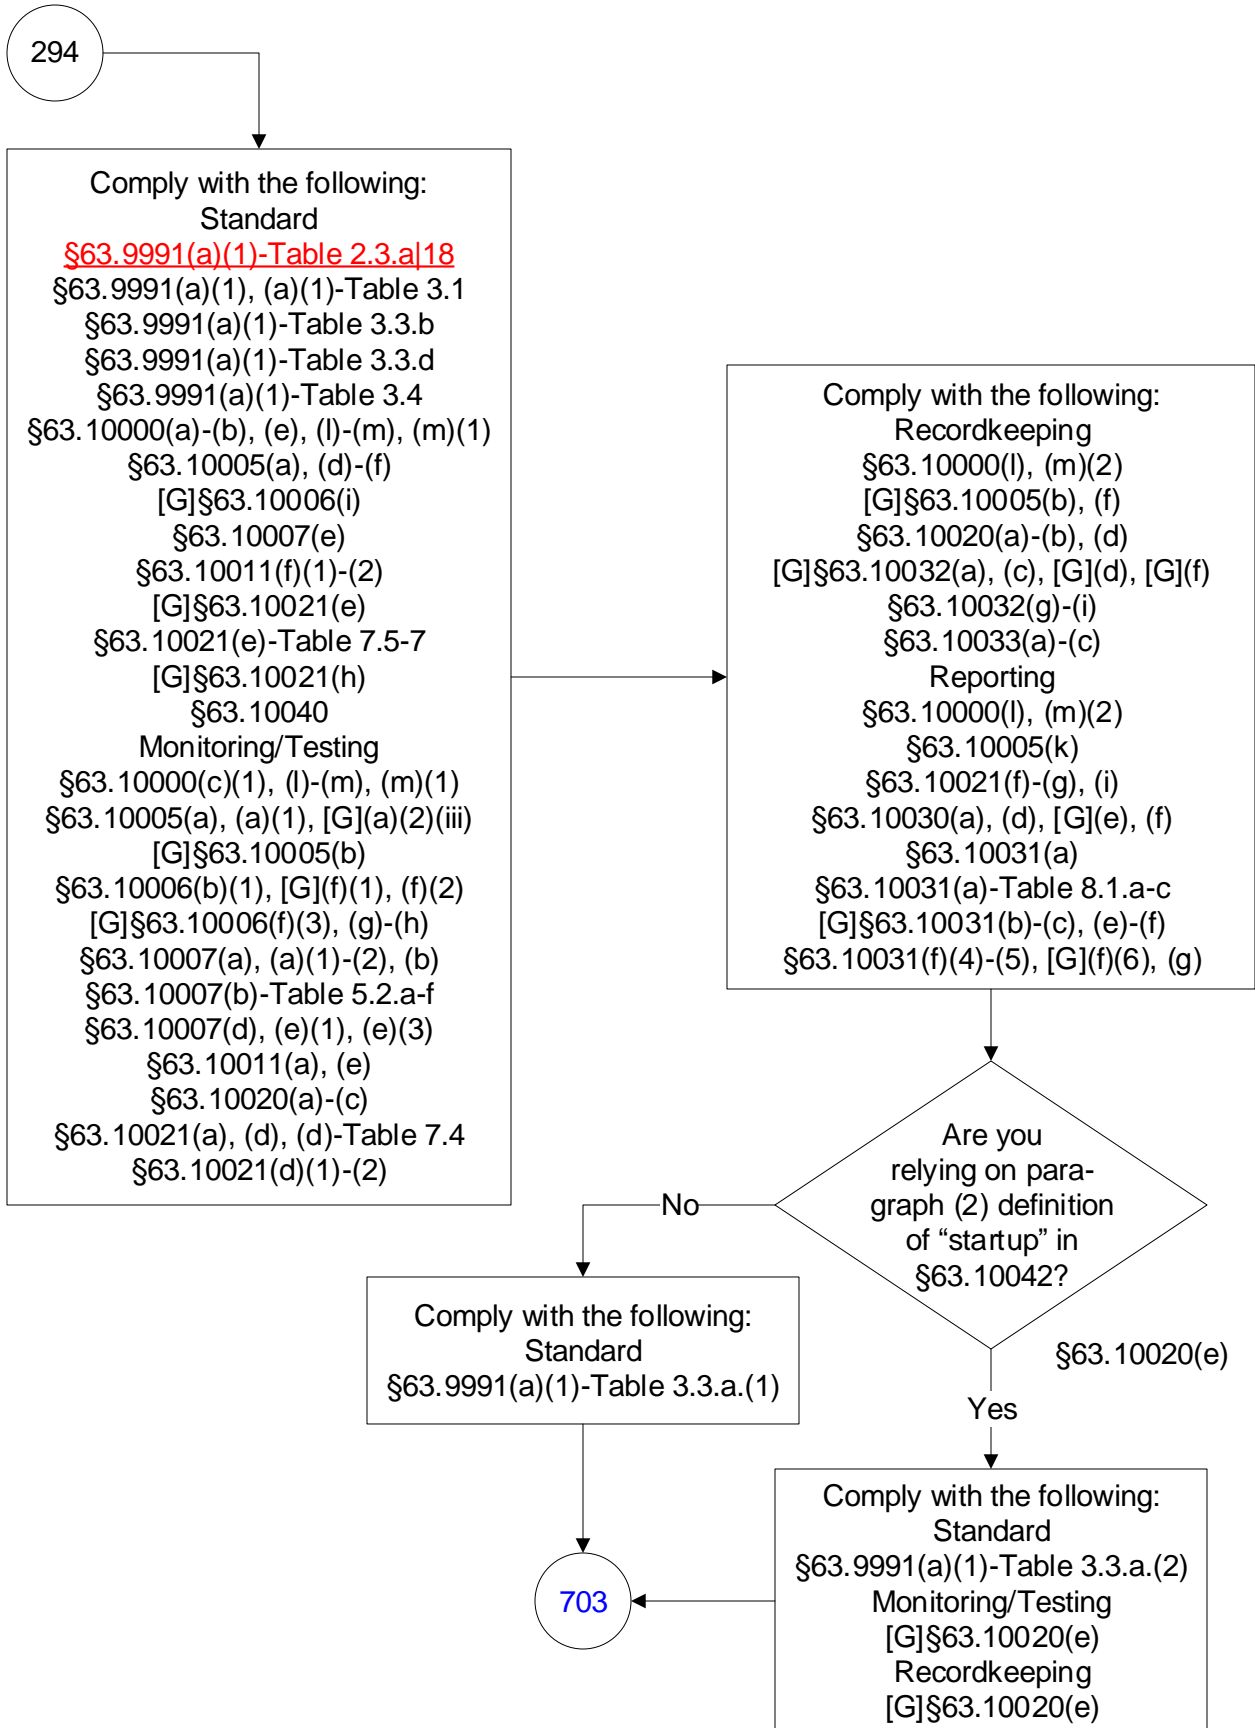 294
Comply with the following:
Standard
§63.9991(a)(1)-Table 2.3.a|18
§63.9991(a)(1), (a)(1)-Table 3.1
§63.9991(a)(1)-Table 3.3.b
§63.9991(a)(1)-Table 3.3.d
§63.9991(a)(1)-Table 3.4
§63.10000(a)-(b), (e), (l)-(m), (m)(1)
§63.10005(a), (d)-(f)
[G]§63.10006(i)
§63.10007(e)
§63.10011(f)(1)-(2)
[G]§63.10021(e)
§63.10021(e)-Table 7.5-7
[G]§63.10021(h)
§63.10040
Monitoring/Testing
§63.10000(c)(1), (l)-(m), (m)(1)
§63.10005(a), (a)(1), [G](a)(2)(iii)
[G]§63.10005(b)
§63.10006(b)(1), [G](f)(1), (f)(2)
[G]§63.10006(f)(3), (g)-(h)
§63.10007(a), (a)(1)-(2), (b)
§63.10007(b)-Table 5.2.a-f
§63.10007(d), (e)(1), (e)(3)
§63.10011(a), (e)
§63.10020(a)-(c)
§63.10021(a), (d), (d)-Table 7.4
§63.10021(d)(1)-(2)
Comply with the following:
Recordkeeping
§63.10000(l), (m)(2)
[G]§63.10005(b), (f)
§63.10020(a)-(b), (d)
[G]§63.10032(a), (c), [G](d), [G](f)
§63.10032(g)-(i)
§63.10033(a)-(c)
Reporting
§63.10000(l), (m)(2)
§63.10005(k)
§63.10021(f)-(g), (i)
§63.10030(a), (d), [G](e), (f)
§63.10031(a)
§63.10031(a)-Table 8.1.a-c
[G]§63.10031(b)-(c), (e)-(f)
§63.10031(f)(4)-(5), [G](f)(6), (g)
Are you
relying on para-
graph (2) definition
of “startup” in
§63.10042?
§63.10020(e)
No
Comply with the following:
Standard
§63.9991(a)(1)-Table 3.3.a.(1)
Yes
Comply with the following:
Standard
§63.9991(a)(1)-Table 3.3.a.(2)
Monitoring/Testing
[G]§63.10020(e)
Recordkeeping
[G]§63.10020(e)
703